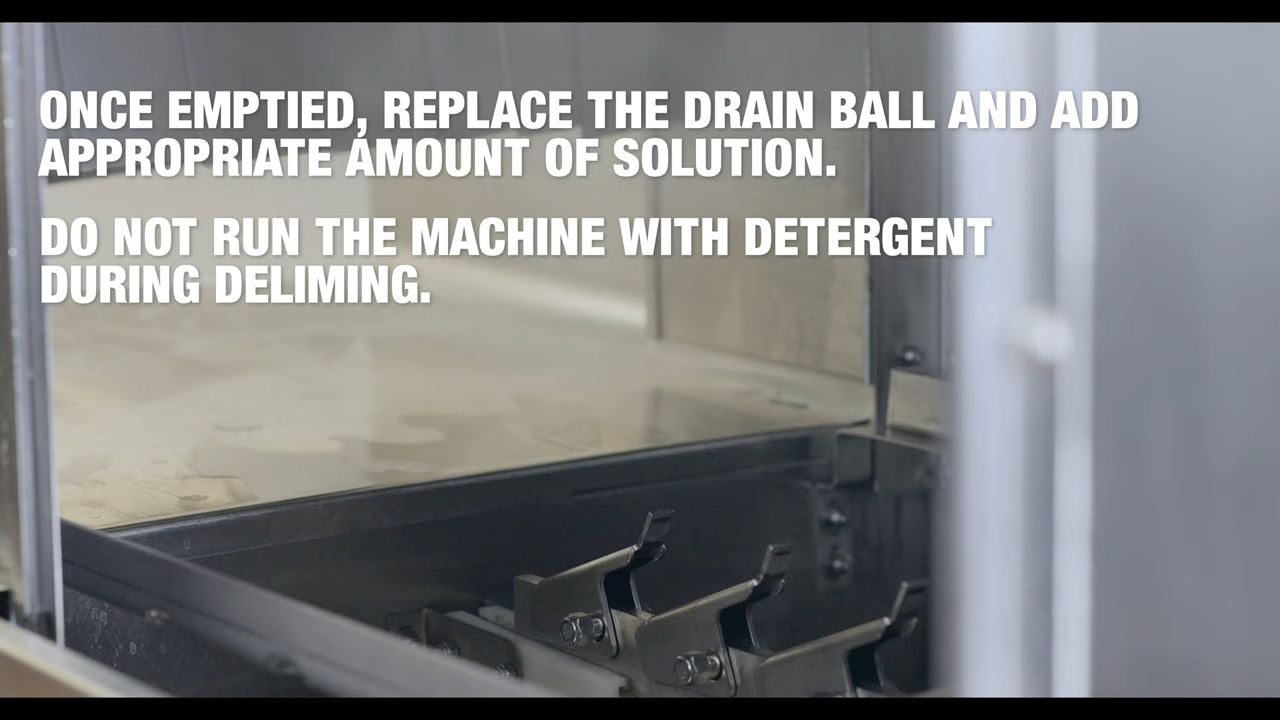 ONCE EMPTIED, REPLACE THE DRAIN BALL AND ADD
APPROPRIATE AMOUNT OF SOLUTION.
DO NOT RUN THE MACHINE WITH DETERGENT
DURING DELIMING.